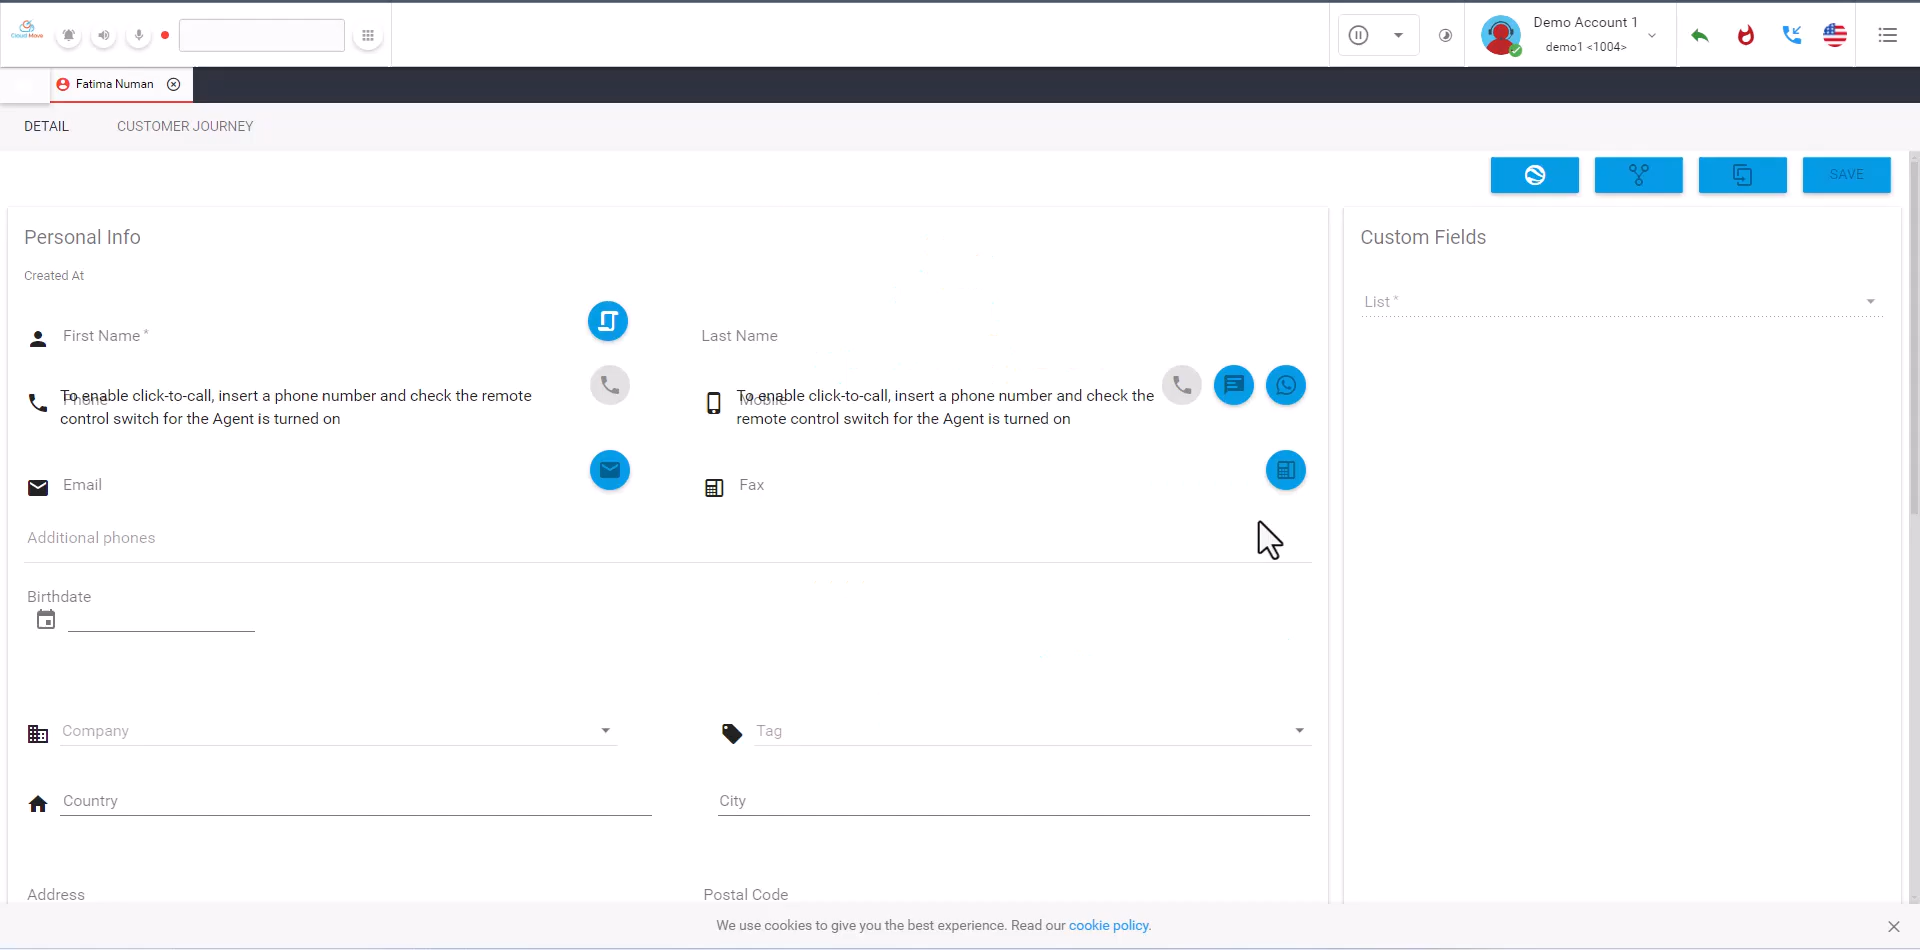 Cloud Move
Demo Account 1
demo1 <1004>
Fatima Numan
DETAIL
CUSTOMER JOURNEY
SAVE
Personal Info
Custom Fields
Created At
List *
First Name *
Last Name
Phone
To enable click-to-call, insert a phone number and check the remote
control switch for the Agent is turned on
Mobile
To enable click-to-call, insert a phone number and check the
remote control switch for the Agent is turned on
Email
Fax
Additional phones
Birthdate
Company
Tag
Country
City
Address
Postal Code
We use cookies to give you the best experience. Read our cookie policy.